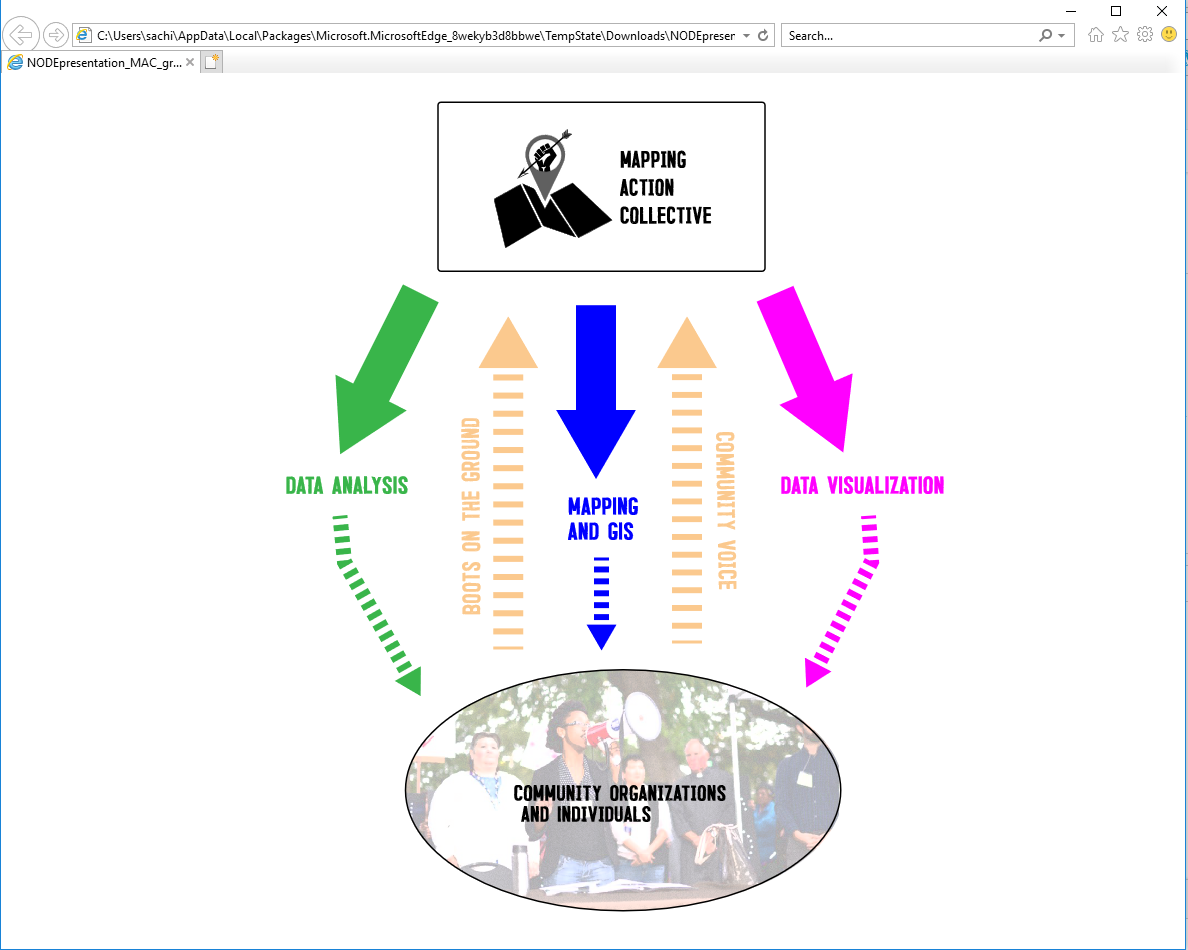 C:\Users\sachi\AppData\Local\Packages\Microsoft.MicrosoftEdge_8wekyb3d8bbwe\TempState\Downloads\NODEpreser
Search...
NODEpresentation_MAC_gr...
MAPPING
ACTION
COLLECTIVE
DATA ANALYSIS
BOOTS ON THE GROUND
MAPPING
AND GIS
COMMUNITY VOICE
DATA VISUALIZATION
COMMUNITY ORGANIZATIONS
AND INDIVIDUALS